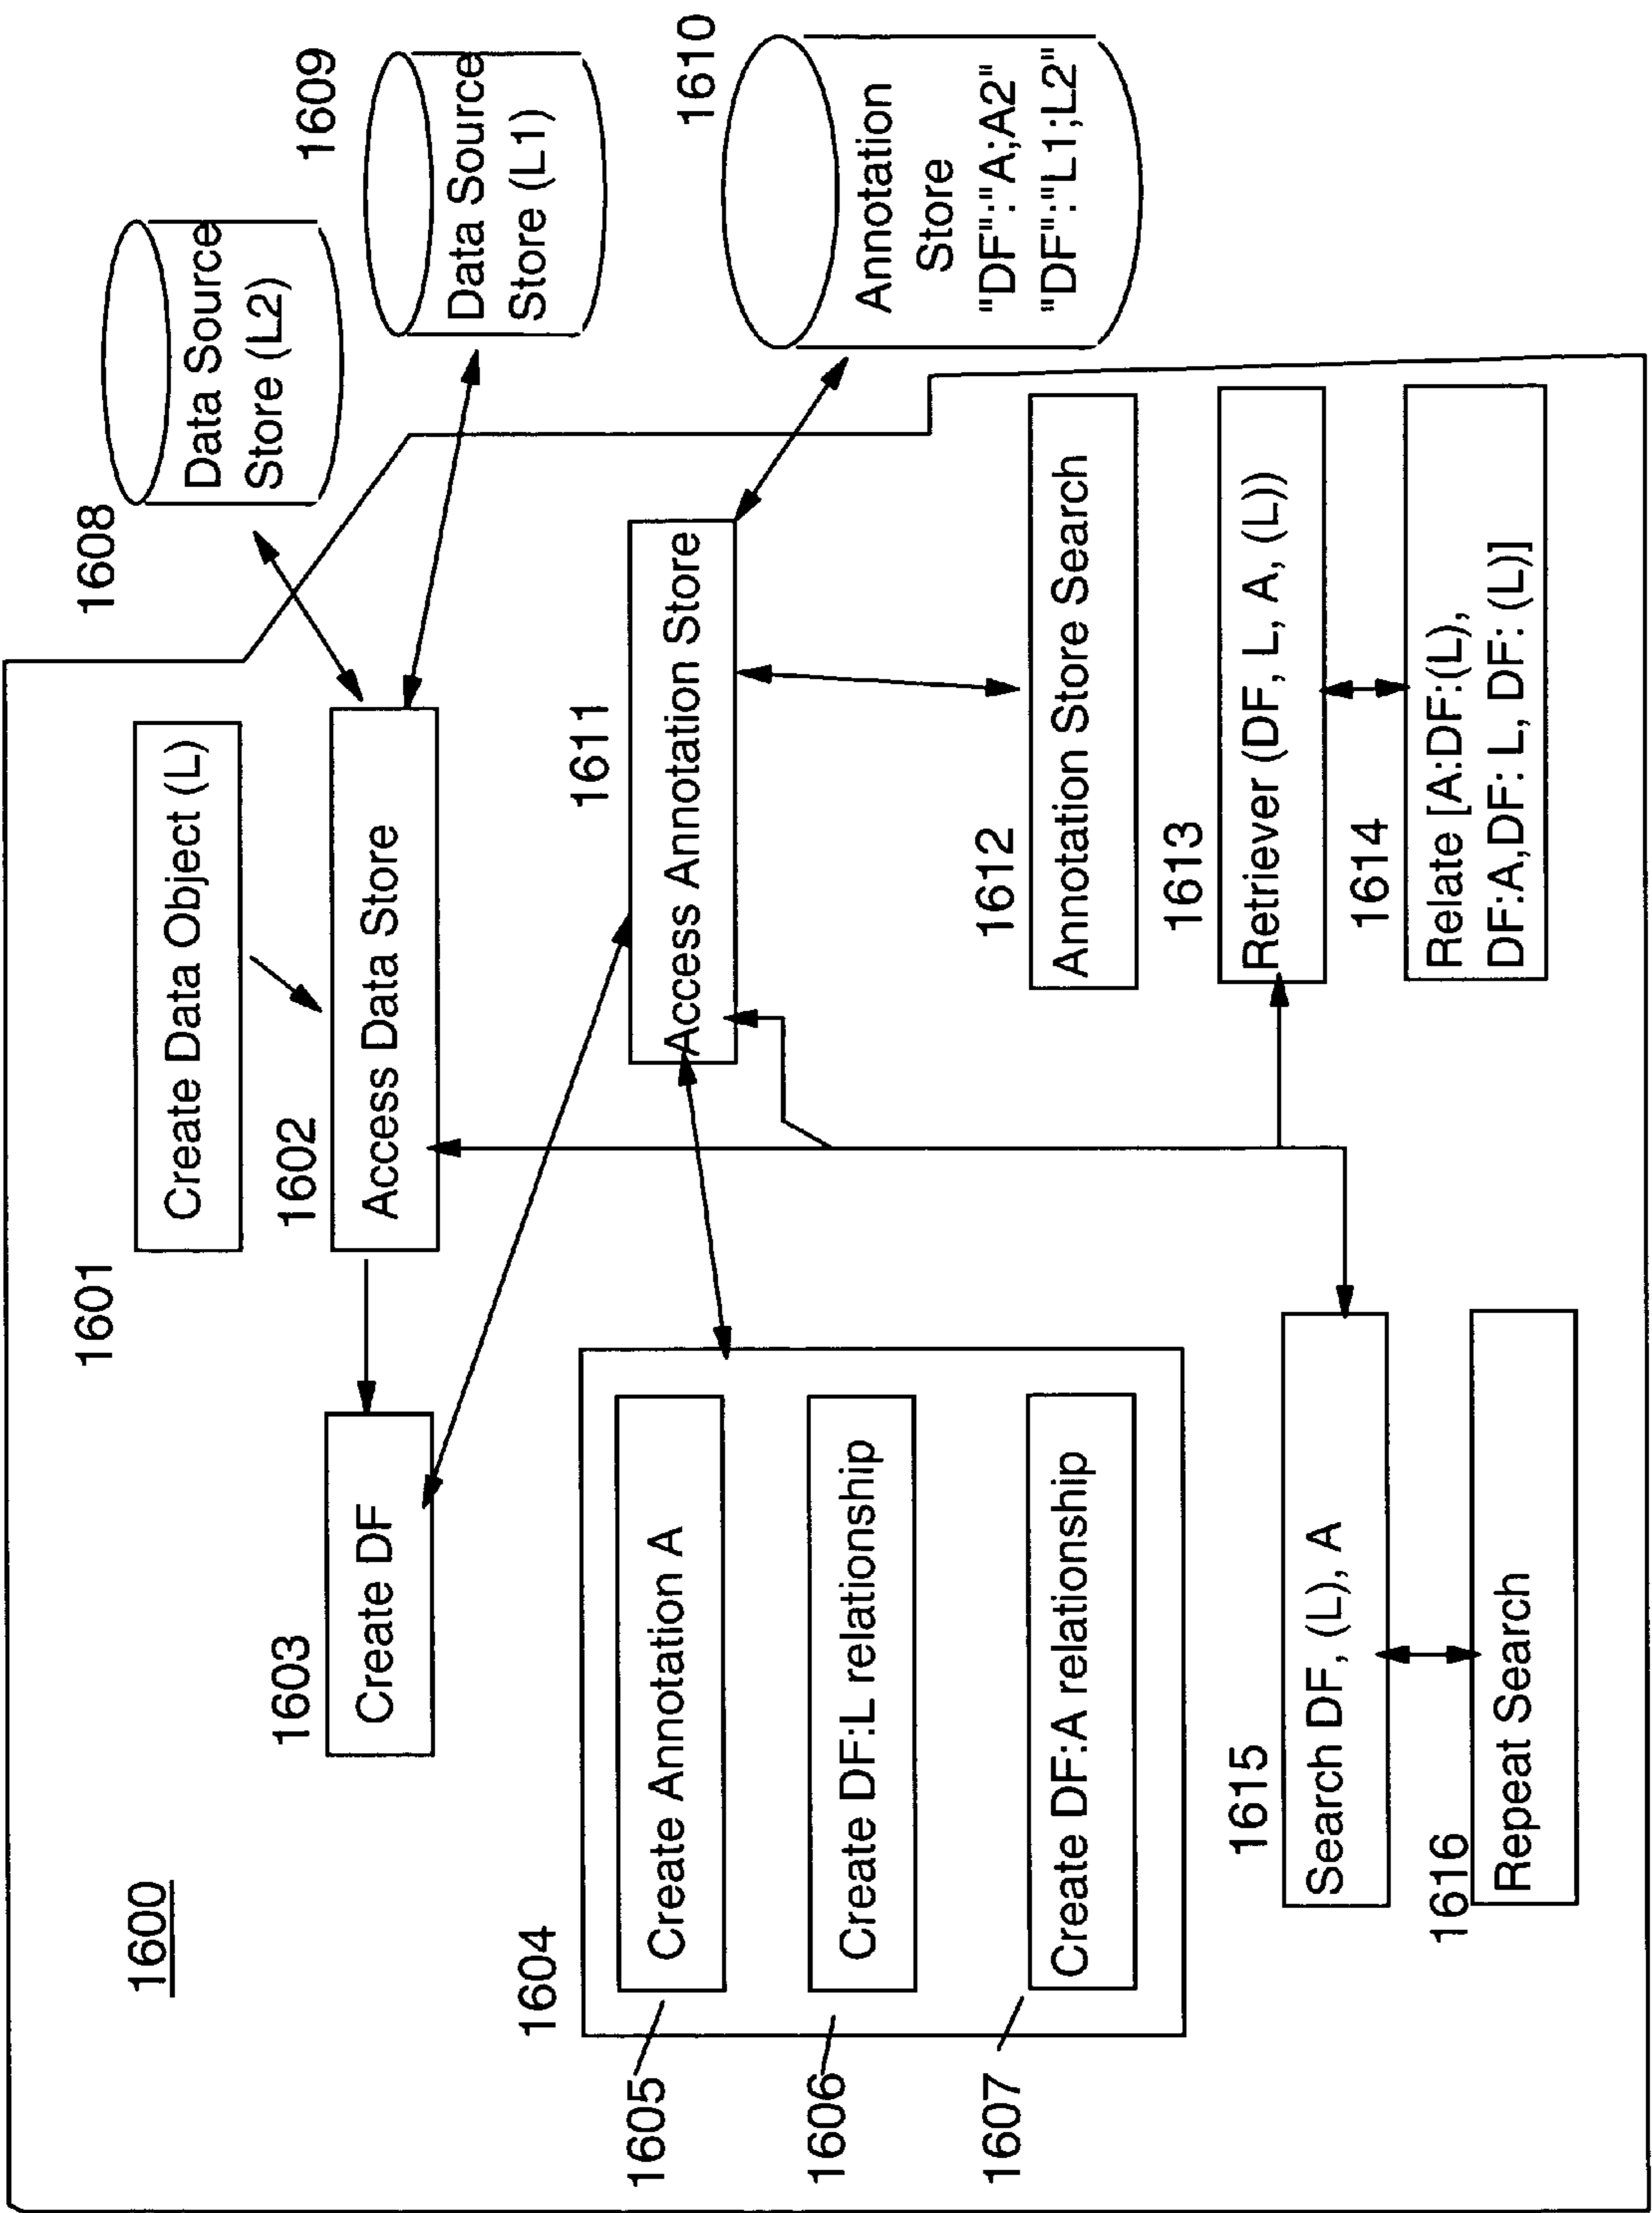 1600
1601
Create Data Object (L)
1602
Access Data Store
1603
Create DF
1608
Data Source
Store (L2)
1609
Data Source
Store (L1)
1610
Annotation
Store
"DF":"A;A2"
"DF":"L1;L2"
1604
1605
Create Annotation A
1606
Create DF:L relationship
1607
Create DF:A relationship
1611
Access Annotation Store
1612
Annotation Store Search
1613
Retriever (DF, L, A, (L))
1614
Relate [A:DF:(L),
DF:A,DF: L, DF: (L)]
1615
Search DF, (L), A
1616
Repeat Search